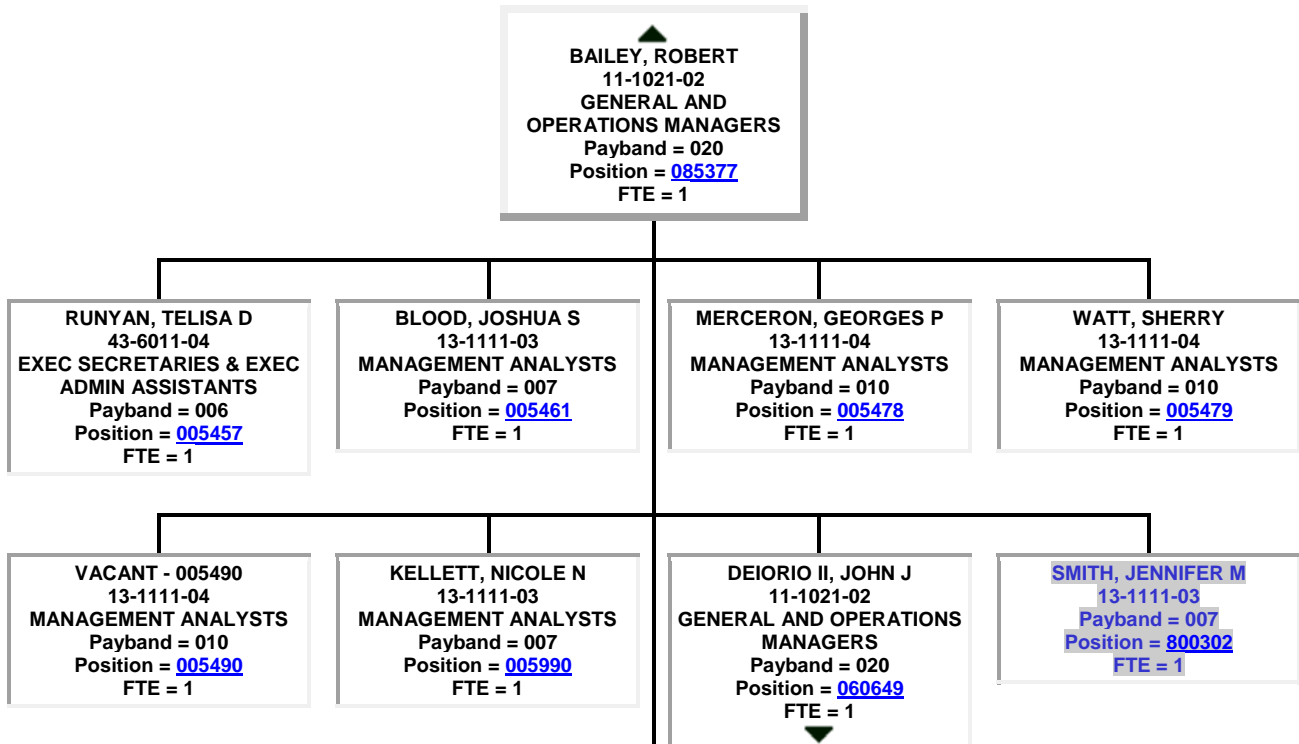 BAILEY, ROBERT
11-1021-02
GENERAL AND
OPERATIONS MANAGERS
Payband = 020
Position = 085377
FTE = 1
RUNYAN, TELISA D
43-6011-04
EXEC SECRETARIES & EXEC
ADMIN ASSISTANTS
Payband = 006
Position = 005457
FTE = 1
BLOOD, JOSHUA S
13-1111-03
MANAGEMENT ANALYSTS
Payband = 007
Position = 005461
FTE = 1
MERCERON, GEORGES P
13-1111-04
MANAGEMENT ANALYSTS
Payband = 010
Position = 005478
FTE = 1
WATT, SHERRY
13-1111-04
MANAGEMENT ANALYSTS
Payband = 010
Position = 005479
FTE = 1
VACANT - 005490
13-1111-04
MANAGEMENT ANALYSTS
Payband = 010
Position = 005490
FTE = 1
KELLETT, NICOLE N
13-1111-03
MANAGEMENT ANALYSTS
Payband = 007
Position = 005990
FTE = 1
DEIORIO II, JOHN J
11-1021-02
GENERAL AND OPERATIONS
MANAGERS
Payband = 020
Position = 060649
FTE = 1
SMITH, JENNIFER M
13-1111-03
Payband = 007
Position = 800302
FTE = 1